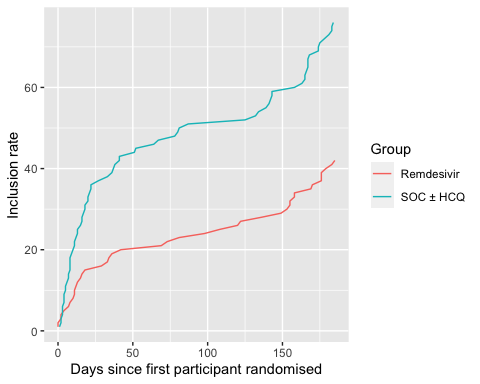 Inclusion rate
60
40
20
0
0
50
100
150
Days since first participant randomised
Group
Remdesivir
SOC ± HCQ